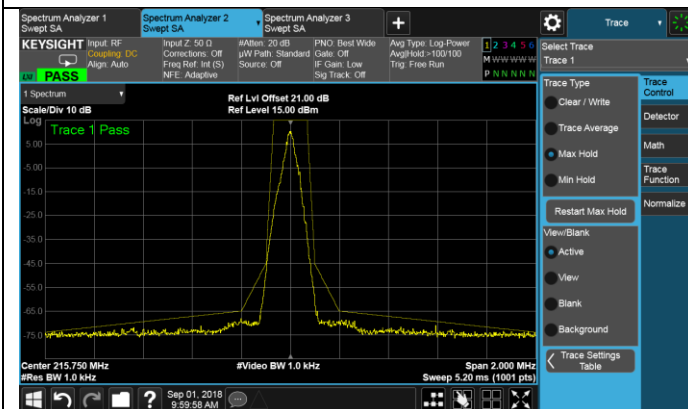 Spectrum Analyzer 1
Swept SA
Spectrum Analyzer 2
Swept SA
Spectrum Analyzer 3
Swept SA
+
Trace
KEYSIGHT
Input: RF
Coupling: DC
Align: Auto
Input Z: 50 Ω
Corrections: Off
Freq Ref: Int (S)
NFE: Adaptive
#Atten: 20 dB
µW Path: Standard
Source: Off
PNO: Best Wide
Gate: Off
IF Gain: Low
Sig Track: Off
Avg Type: Log-Power
Avg|Hold:>100/100
Trig: Free Run
1 2 3 4 5 6
M W W W W W
P N N N N N
PASS
Select Trace
Trace 1
1 Spectrum
Scale/Div 10 dB
Ref Lvl Offset 21.00 dB
Ref Level 15.00 dBm
Log
Trace 1 Pass
5.00
-5.00
-15.0
-25.0
-35.0
-45.0
-55.0
-65.0
-75.0
Center 215.750 MHz
#Res BW 1.0 kHz
#Video BW 1.0 kHz
Span 2.000 MHz
Sweep 5.20 ms (1001 pts)
Trace Type
Clear / Write
Trace Average
Max Hold
Min Hold
Restart Max Hold
View/Blank
Active
View
Blank
Background
Trace Settings
Table
Trace
Control
Detector
Math
Trace
Function
Normalize
?
Sep 01, 2018
9:59:58 AM